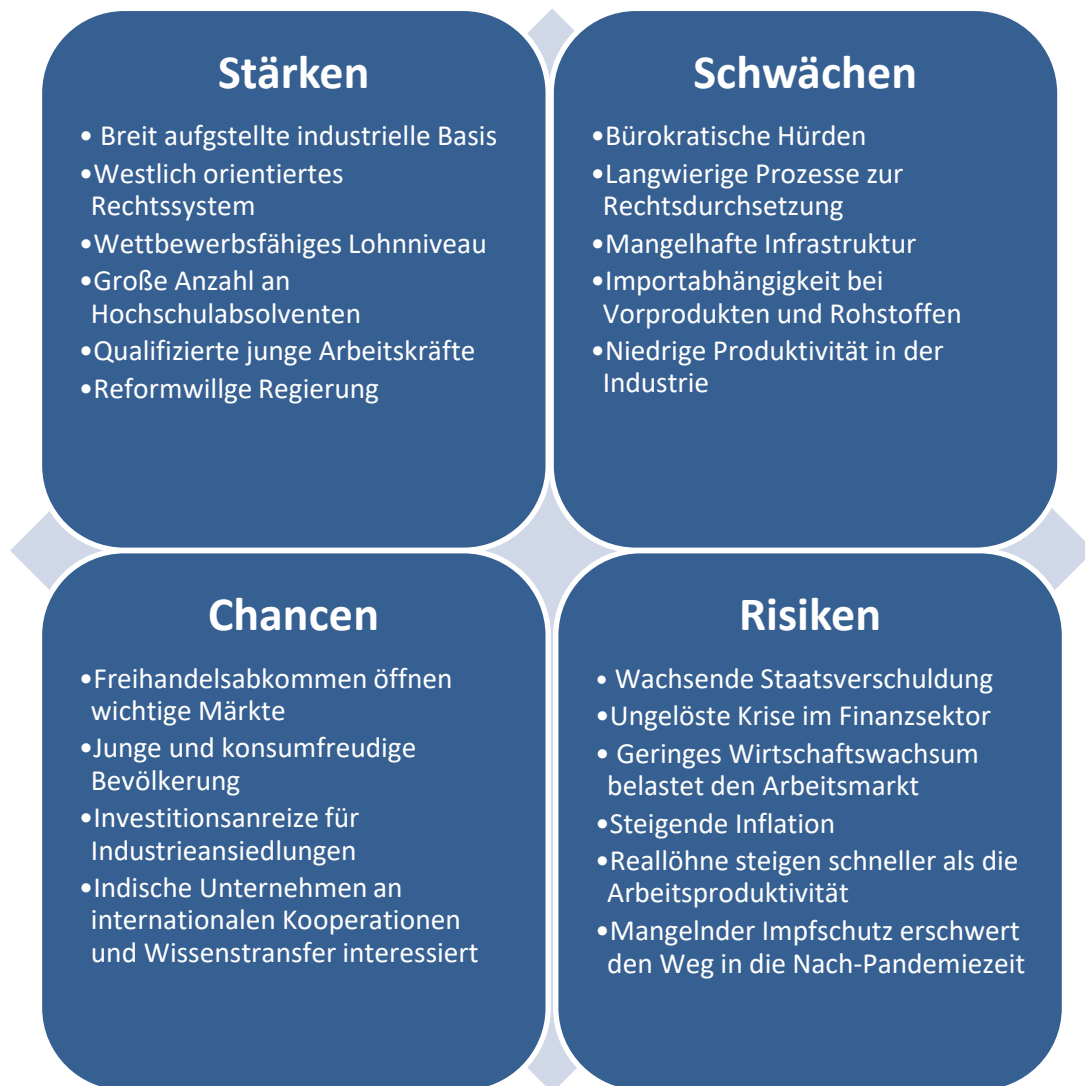 Stärken
• Breit aufgstellte industrielle Basis
•Westlich orientiertes
Rechtssystem
•Wettbewerbsfähiges Lohnniveau
•Große Anzahl an
Hochschulabsolventen
•Qualifizierte junge Arbeitskräfte
•Reformwillge Regierung
Schwächen
•Bürokratische Hürden
•Langwierige Prozesse zur
Rechtsdurchsetzung
•Mangelhafte Infrastruktur
•Importabhängigkeit bei
Vorprodukten und Rohstoffen
•Niedrige Produktivität in der
Industrie
Chancen
•Freihandelsabkommen öffnen
wichtige Märkte
•Junge und konsumfreudige
Bevölkerung
•Investitionsanreize für
Industrieansiedlungen
•Indische Unternehmen an
internationalen Kooperationen
und Wissenstransfer interessiert
Risiken
• Wachsende Staatsverschuldung
•Ungelöste Krise im Finanzsektor
• Geringes Wirtschaftswachsum
belastet den Arbeitsmarkt
•Steigende Inflation
•Reallöhne steigen schneller als die
Arbeitsproduktivität
•Mangelnder Impfschutz erschwert
den Weg in die Nach-Pandemiezeit